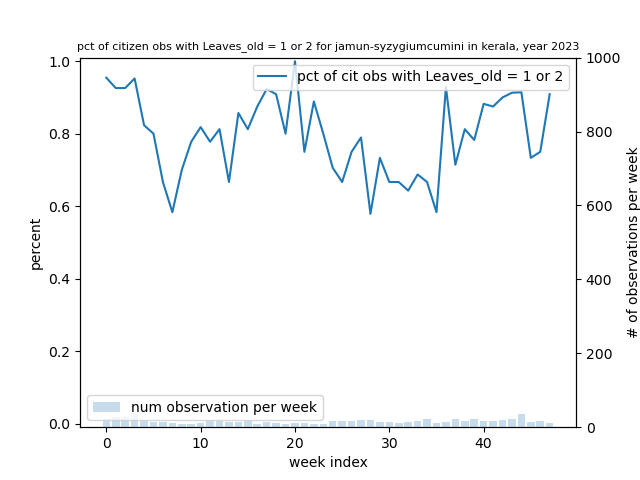 pct of citizen obs with Leaves_old = 1 or 2 for jamun-syzygiumcumini in kerala, year 2023
pct of cit obs with Leaves_old = 1 or 2
1.0
0.8
0.6
0.4
0.2
0.0
percent
1000
800
600
400
200
0
# of observations per week
num observation per week
0
10
20
30
40
week index